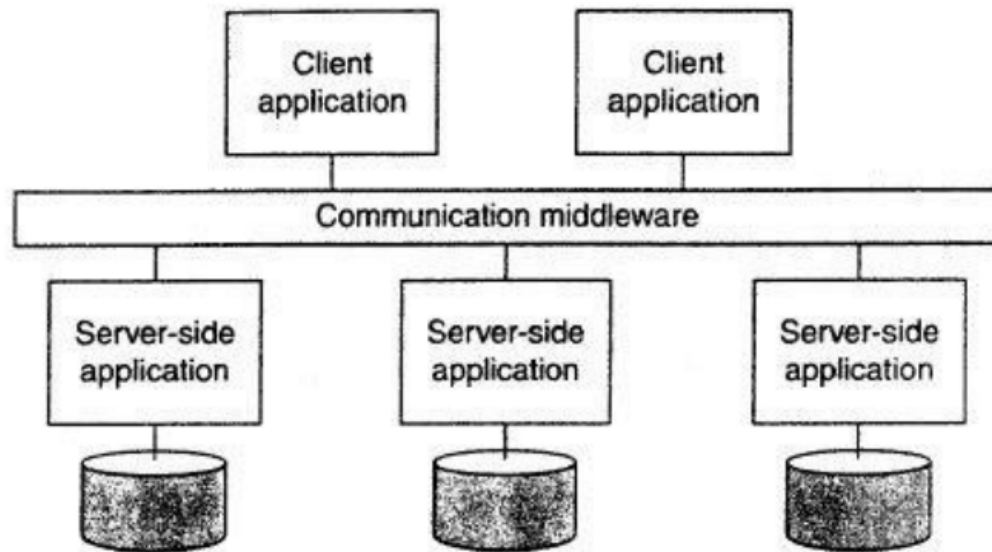 Client
application
Client
application
Communication middleware
Server-side
application
Server-side
application
Server-side
application